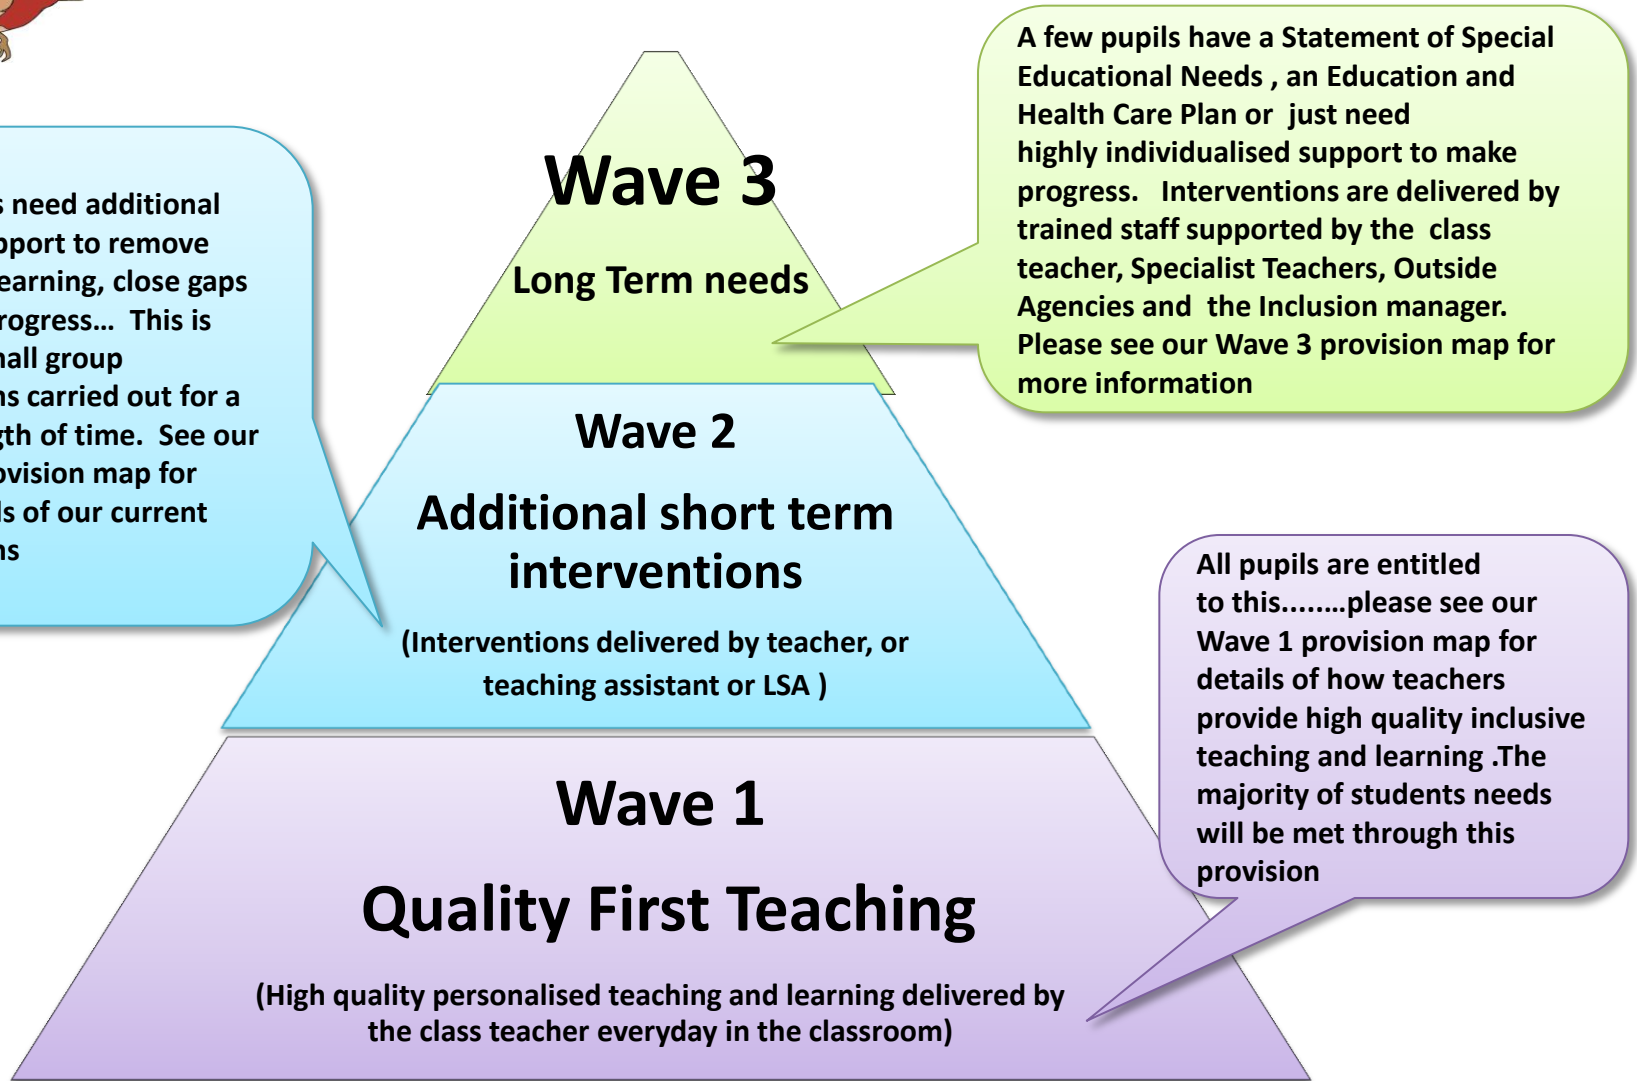 A few pupils have a Statement of Special
Educational Needs , an Education and
Health Care Plan or just need
highly individualised support to make
progress. Interventions are delivered by
trained staff supported by the class
teacher, Specialist Teachers, Outside
Agencies and the Inclusion manager.
Please see our Wave 3 provision map for
more information
Wave 3
Long Term needs
need additional
to remove
close gaps
This is
group
carried out for a
of time. See our
map for
of our current
Wave 2
Additional short term
interventions
(Interventions delivered by teacher, or
teaching assistant or LSA )
All pupils are entitled
to this........please see our
Wave 1 provision map for
details of how teachers
provide high quality inclusive
teaching and learning .The
majority of students needs
will be met through this
provision
Wave 1
Quality First Teaching
(High quality personalised teaching and learning delivered by
the class teacher everyday in the classroom)